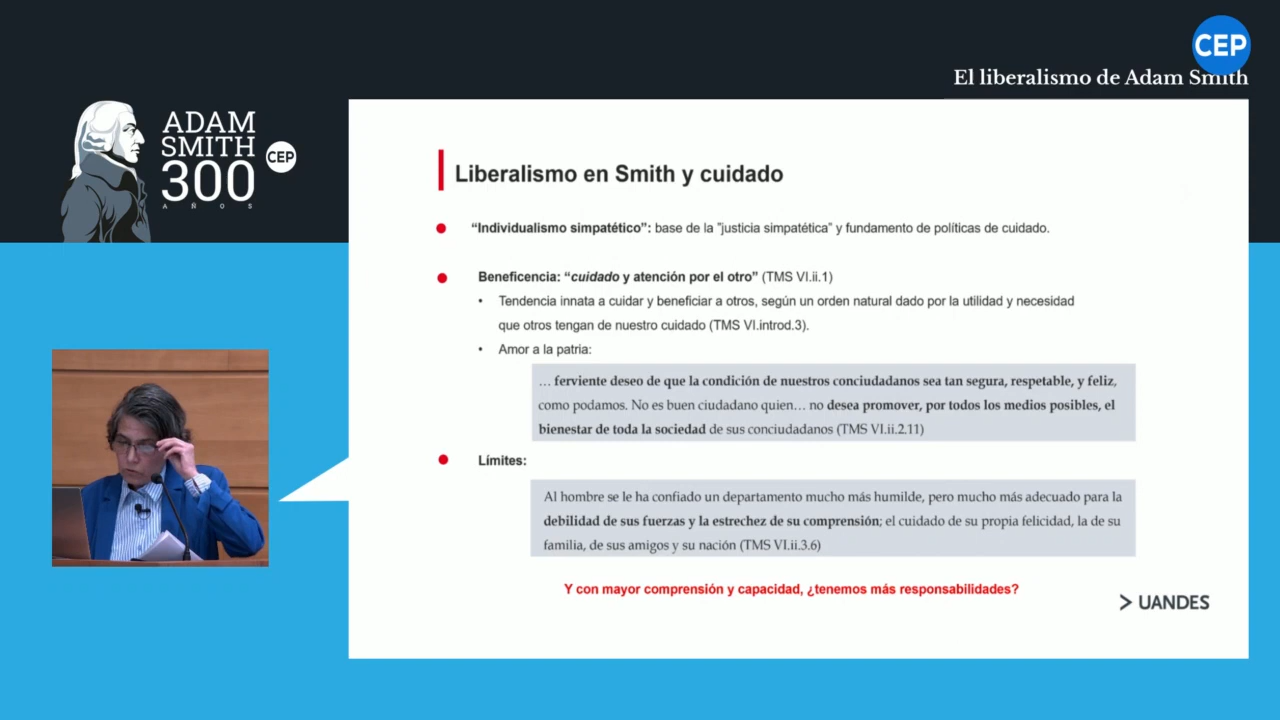 CEP
El liberalismo de Adam Smith
ADAM
SMITH
300
AÑOS
CEP
Liberalismo en Smith y cuidado
“Individualismo simpatético”: base de la "justicia simpatética” y fundamento de políticas de cuidado.
Beneficencia: “cuidado y atención por el otro” (TMS VI.ii.1)
• Tendencia innata a cuidar y beneficiar a otros, según un orden natural dado por la utilidad y necesidad
que otros tengan de nuestro cuidado (TMS VI.introd.3).
• Amor a la patria:
… ferviente deseo de que la condición de nuestros conciudadanos sea tan segura, respetable, y feliz,
como podamos. No es buen ciudadano quien… no desea promover, por todos los medios posibles, el
bienestar de toda la sociedad de sus conciudadanos (TMS VI.ii.2.11)
Límites:
Al hombre se le ha confiado un departamento mucho más humilde, pero mucho más adecuado para la
debilidad de sus fuerzas y la estrechez de su comprensión; el cuidado de su propia felicidad, la de su
familia, de sus amigos y su nación (TMS VI.ii.3.6)
Y con mayor comprensión y capacidad, ¿tenemos más responsabilidades?
UANDES